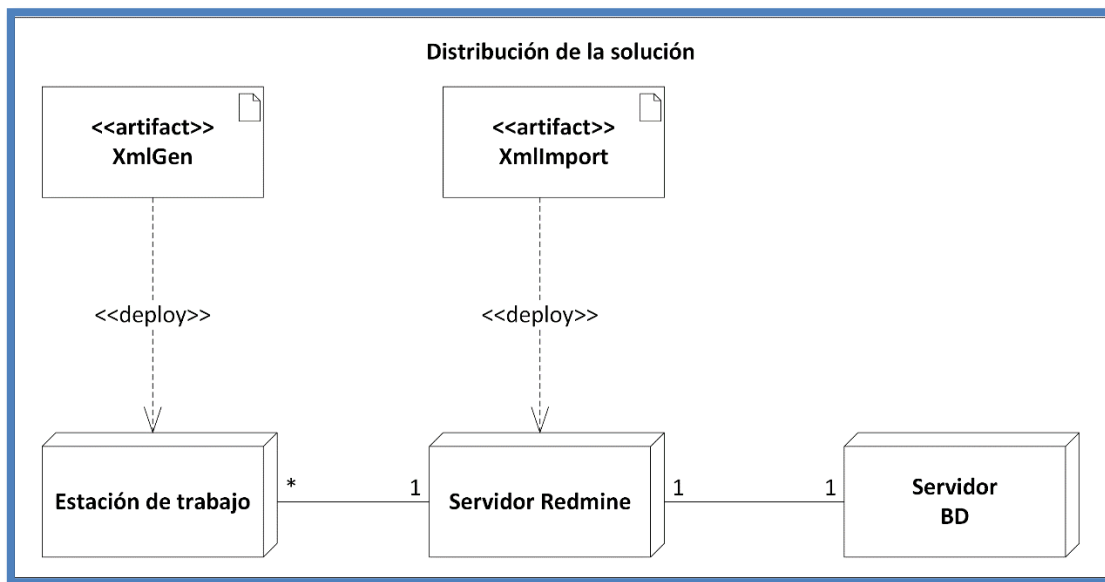 Distribución de la solución
<<artifact>>
XmlGen
<<artifact>>
XmlImport
<<deploy>>
<<deploy>>
Estación de trabajo
*
1
Servidor Redmine
1
1
Servidor
BD